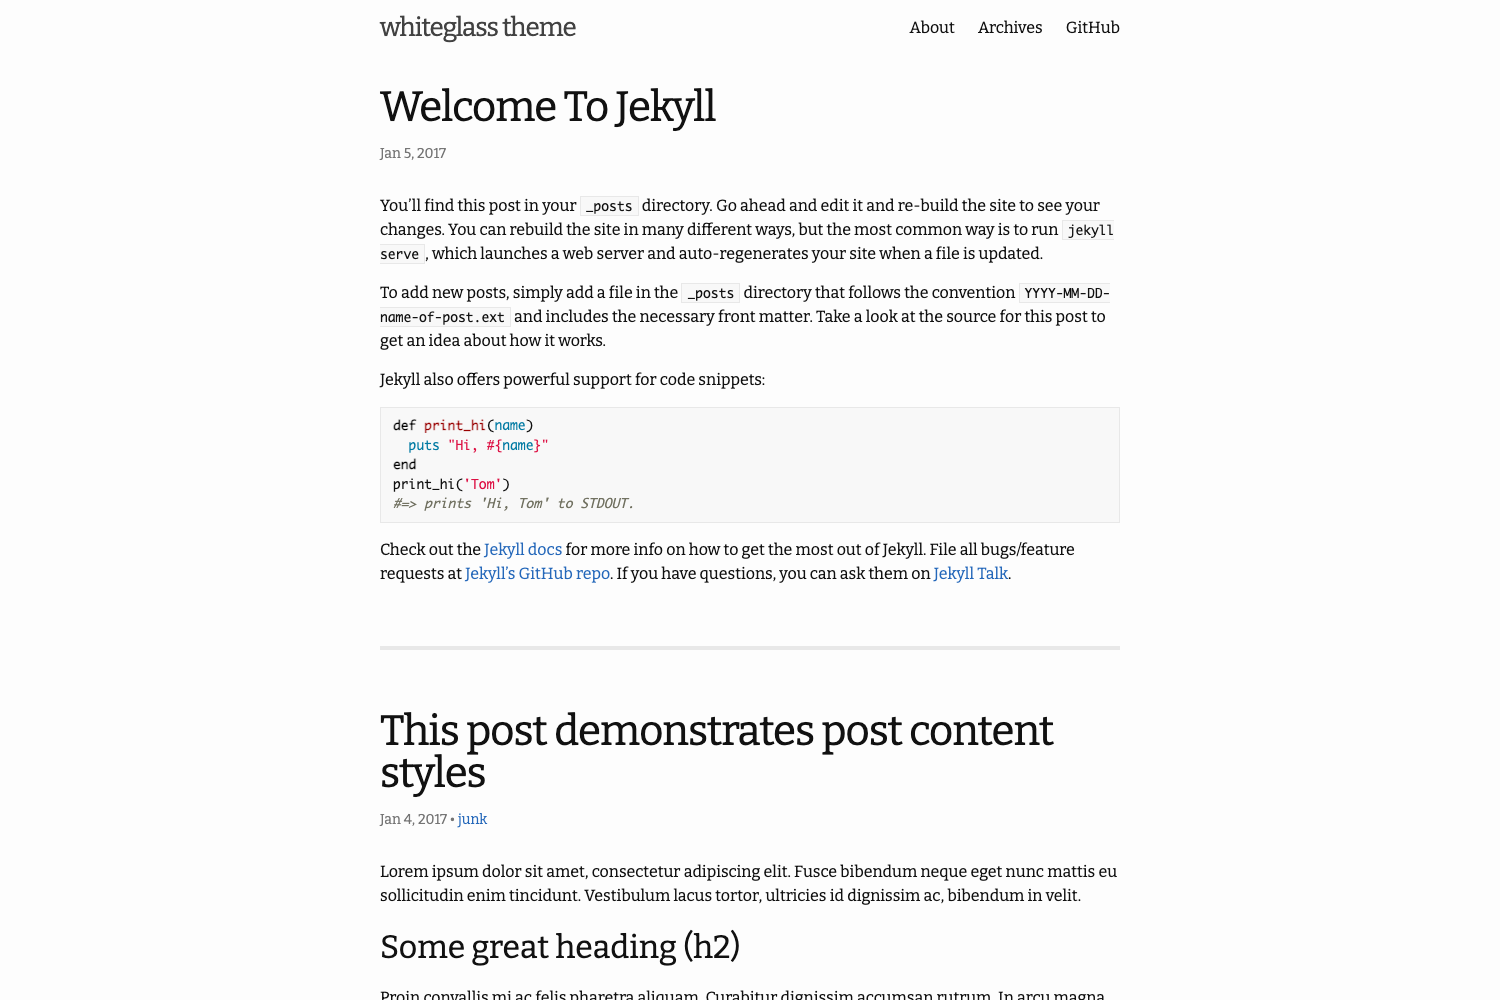 whiteglass theme
About Archives GitHub
Welcome To Jekyll
Jan 5, 2017
You’ll find this post in your _posts directory. Go ahead and edit it and re-build the site to see your
changes. You can rebuild the site in many different ways, but the most common way is to run jekyll
serve , which launches a web server and auto-regenerates your site when a file is updated.
To add new posts, simply add a file in the _posts directory that follows the convention YYYY-MM-DD-
name-of-post.ext and includes the necessary front matter. Take a look at the source for this post to
get an idea about how it works.
Jekyll also offers powerful support for code snippets:
def print_hi(name)
  puts "Hi, #{name}"
end
print_hi('Tom')
#=> prints 'Hi, Tom' to STDOUT.
Check out the Jekyll docs for more info on how to get the most out of Jekyll. File all bugs/feature
requests at Jekyll’s GitHub repo. If you have questions, you can ask them on Jekyll Talk.
This post demonstrates post content
styles
Jan 4, 2017 • junk
Lorem ipsum dolor sit amet, consectetur adipiscing elit. Fusce bibendum neque eget nunc mattis eu
sollicitudin enim tincidunt. Vestibulum lacus tortor, ultricies id dignissim ac, bibendum in velit.
Some great heading (h2)
Proin convallis mi ac felis pharetra aliquam. Curabitur dignissim accumsan rutrum. In arcu magna,